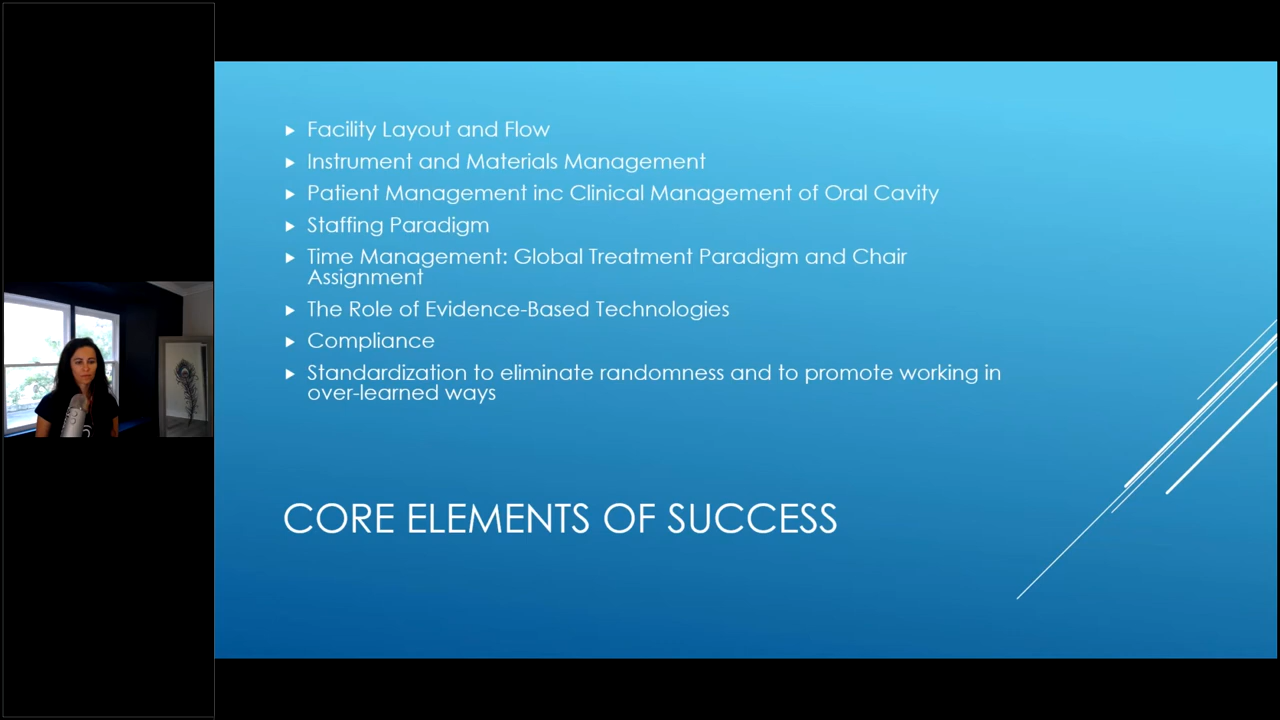 Facility Layout and Flow
Instrument and Materials Management
Patient Management inc Clinical Management of Oral Cavity
Staffing Paradigm
Time Management: Global Treatment Paradigm and Chair
Assignment
The Role of Evidence-Based Technologies
Compliance
Standardization to eliminate randomness and to promote working in
over-learned ways
CORE ELEMENTS OF SUCCESS